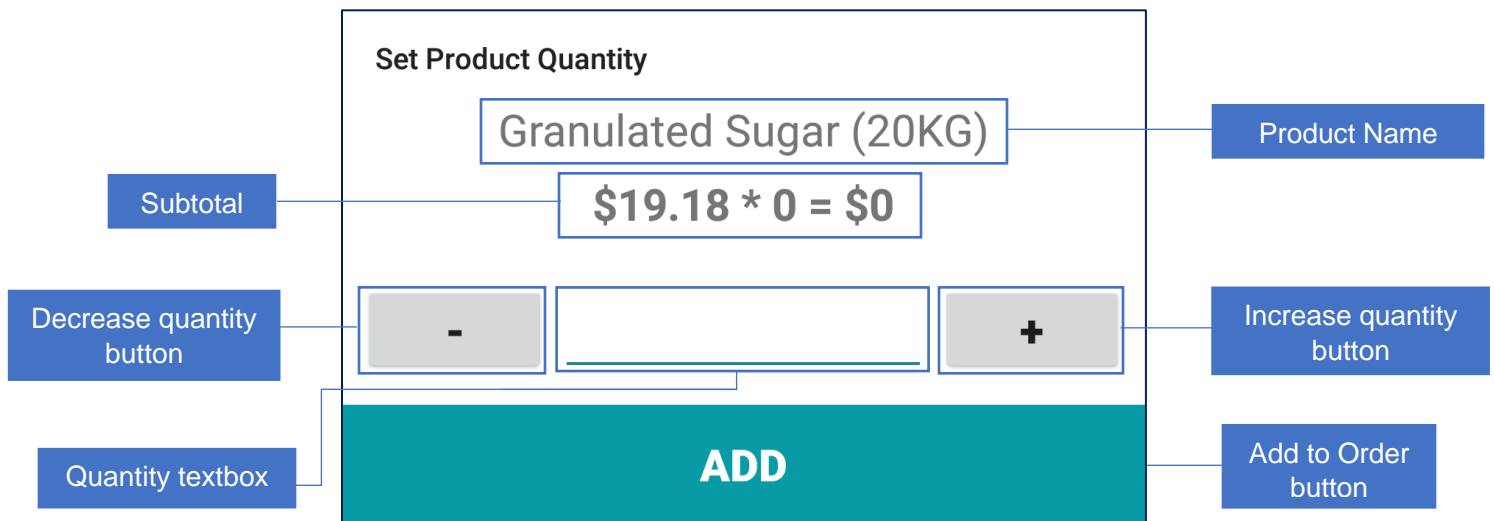 Set Product Quantity
Granulated Sugar (20KG)
Product Name
Subtotal
$19.18 * 0 = $0
Decrease quantity
button
-
+
Increase quantity
button
Quantity textbox
ADD
Add to Order
button